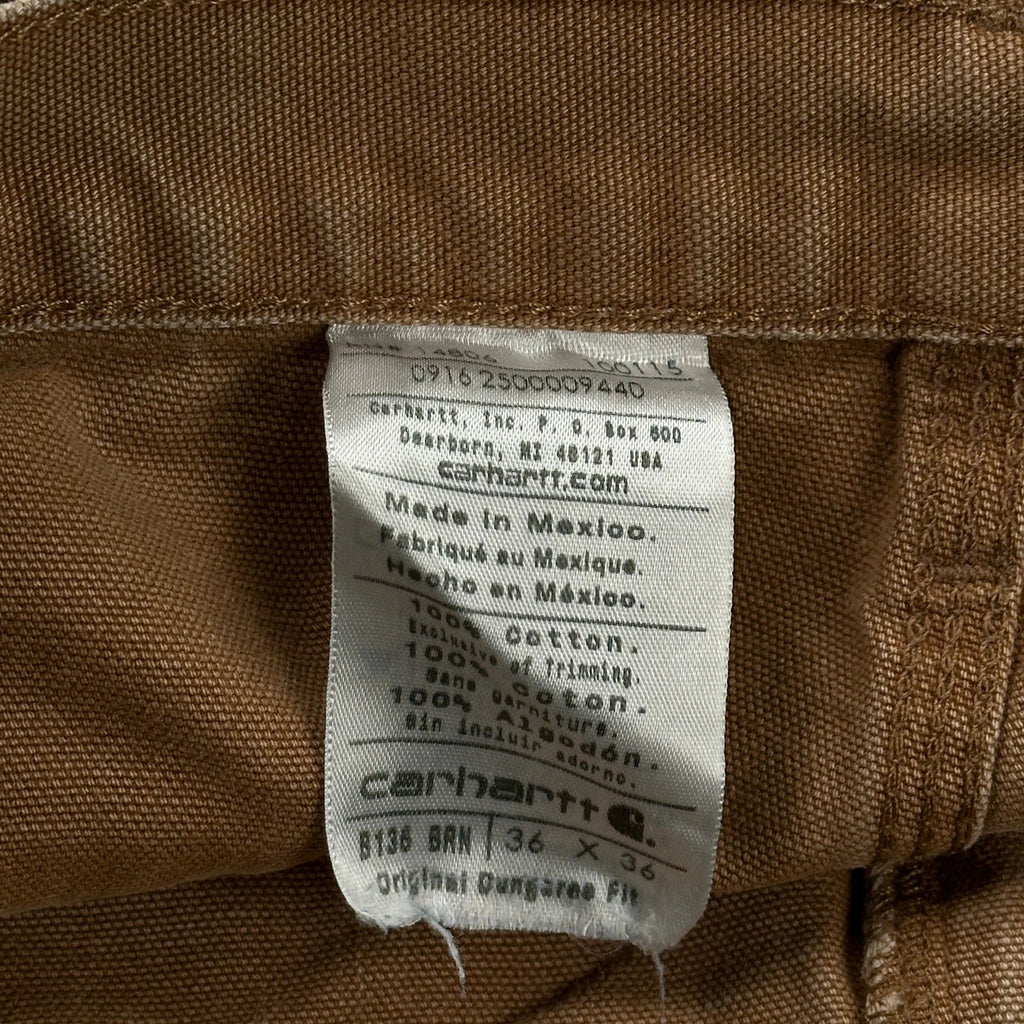 14806 100115
0916 2500009440
carhartt, Inc. P. O. Box 600
Dearborn, MI 48121 USA
carhartt.com
Made in Mexico.
Fabriqué au Mexique.
Hecho en México.
100% Cotton.
Exclusive of trimming.
100% Coton.
Sans garniture.
100% Algodón.
Sin incluir adorno.
carhartt
B136 BRN 36 X 36
Original Dungaree Fit